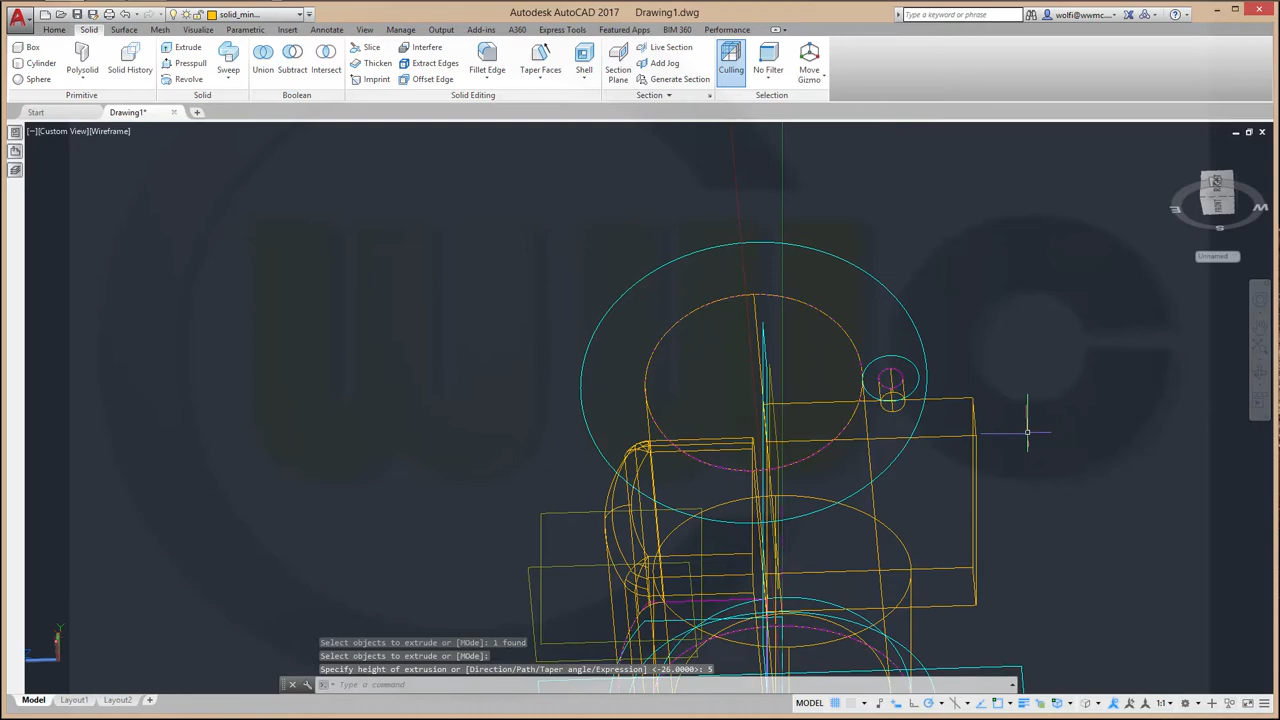 Autodesk AutoCAD 2017 Drawing1.dwg
solid_min...
Type a keyword or phrase
wolfi@wwmc...
Home Solid Surface Mesh Visualize Parametric Insert Annotate View Manage Output Add-ins A360 Express Tools Featured Apps BIM 360 Performance
Box
Cylinder
Sphere
Polysolid
Solid History
Extrude
Presspull
Revolve
Sweep
Union
Subtract
Intersect
Slice
Thicken
Imprint
Interfere
Extract Edges
Offset Edge
Fillet Edge
Taper Faces
Shell
Section
Plane
Live Section
Add Jog
Generate Section
Culling
No Filter
Move
Gizmo
Primitive Solid Boolean Solid Editing Section Selection
Start Drawing1*
[−][Custom View][Wireframe]
FRONT
S
Unnamed
Select objects to extrude or [MOde]: 1 found
Select objects to extrude or [MOde]:
Specify height of extrusion or [Direction/Path/Taper angle/Expression] <-26.0000>: 5
Type a command
Model Layout1 Layout2
MODEL
1:1